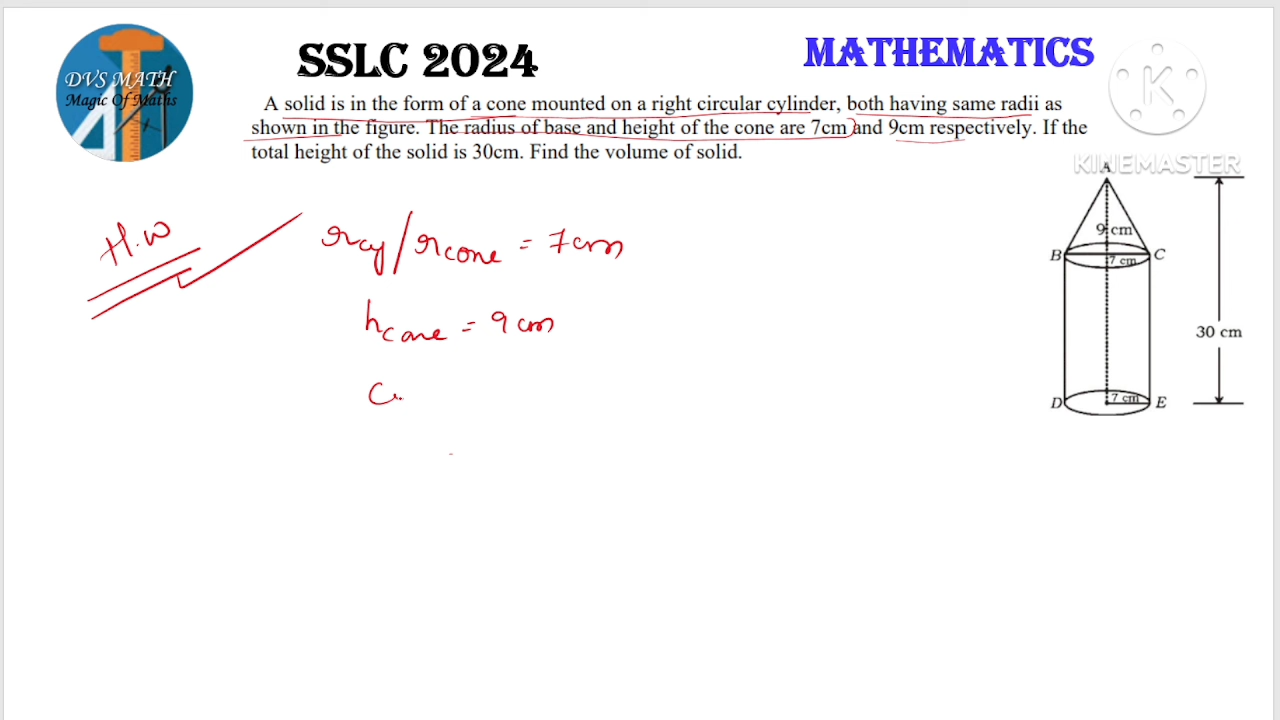 DVS MATH
Magic Of Maths
SSLC 2024
MATHEMATICS
A solid is in the form of a cone mounted on a right circular cylinder, both having same radii as
shown in the figure. The radius of base and height of the cone are 7cm and 9cm respectively. If the
total height of the solid is 30cm. Find the volume of solid.
K
KINEMASTER
H.W
rcy/rcone = 7cm
hcone = 9cm
A
9 cm
B
7 cm
C
30 cm
D
7 cm
E